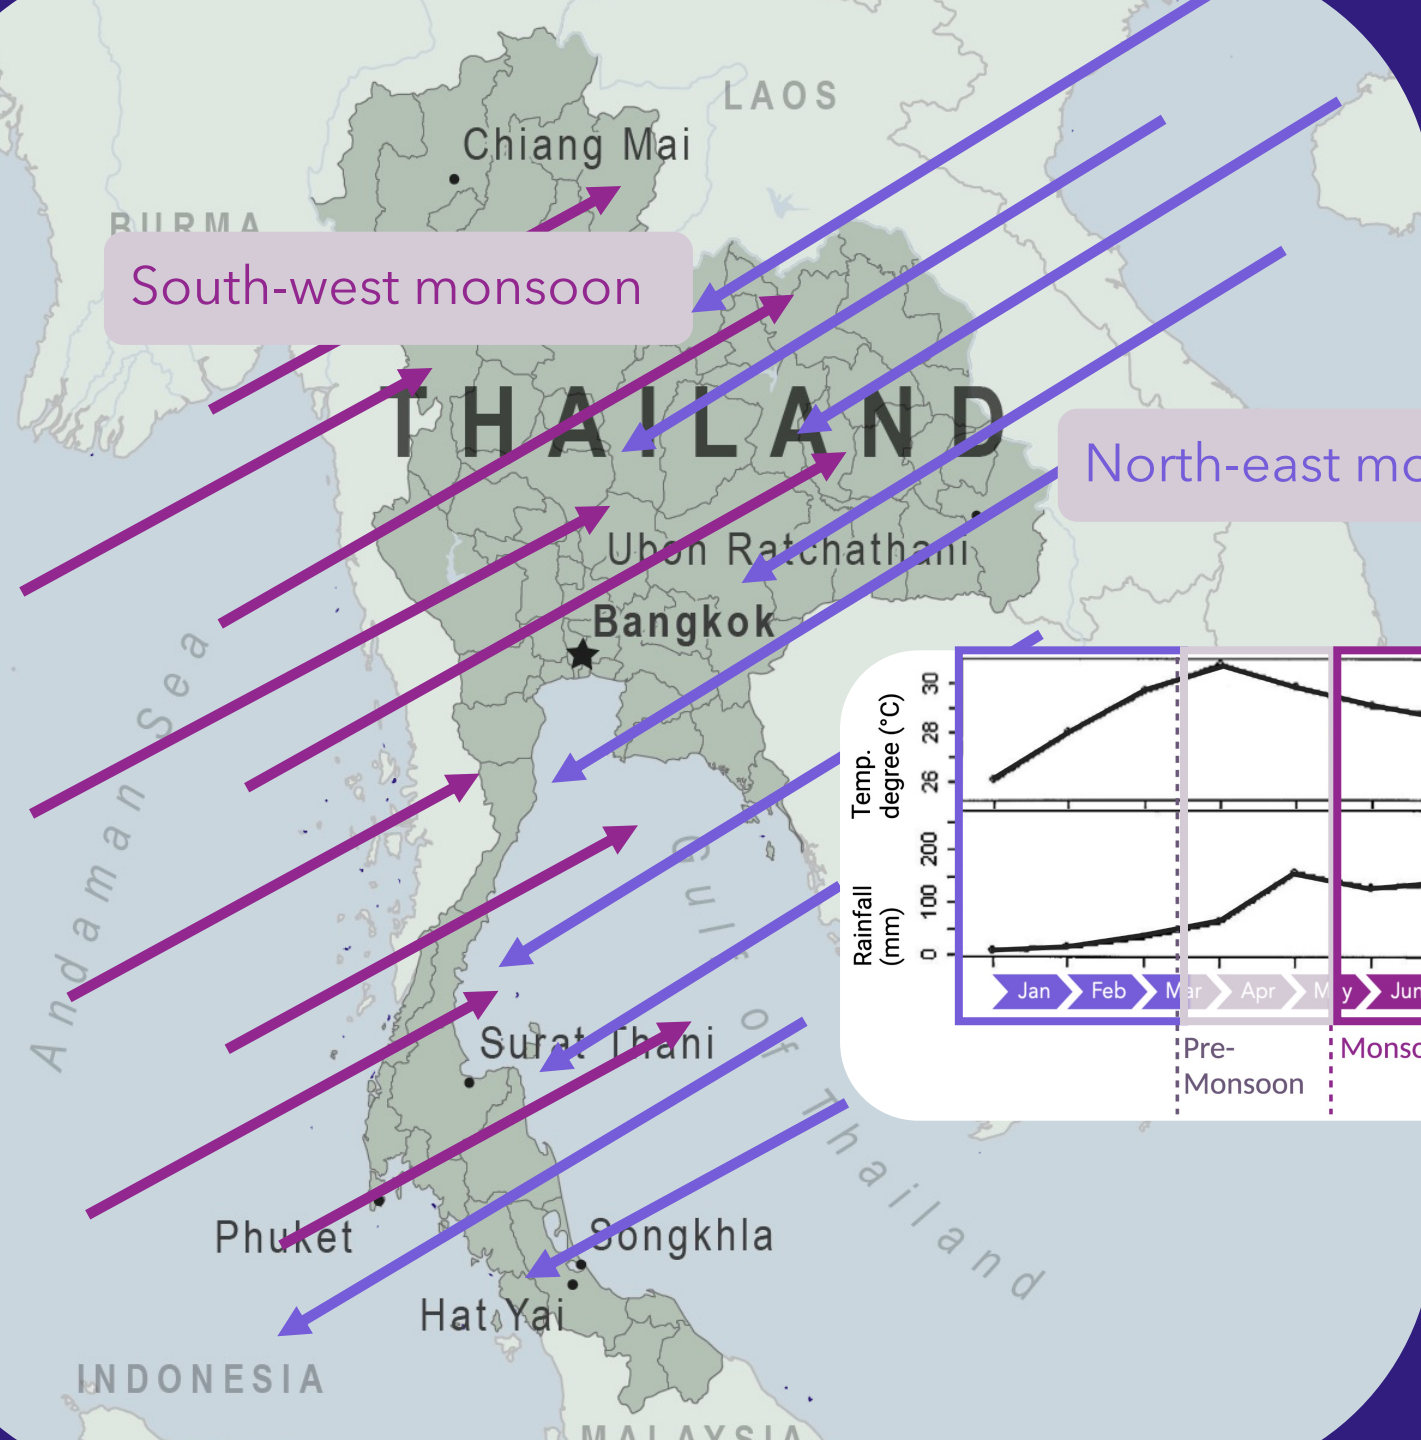 LAOS
Chiang Mai
BURMA
South-west monsoon
THAILAND
North-east mo
Ubon Ratchathani
Bangkok
Andaman Sea
Gulf of Thailand
Temp.
degree (°C)
30
28
26
Rainfall
(mm)
200
100
0
Jan Feb Mar Apr May Jun
Pre-
Monsoon
Monso
Surat Thani
Phuket
Songkhla
Hat Yai
INDONESIA
MALAYSIA